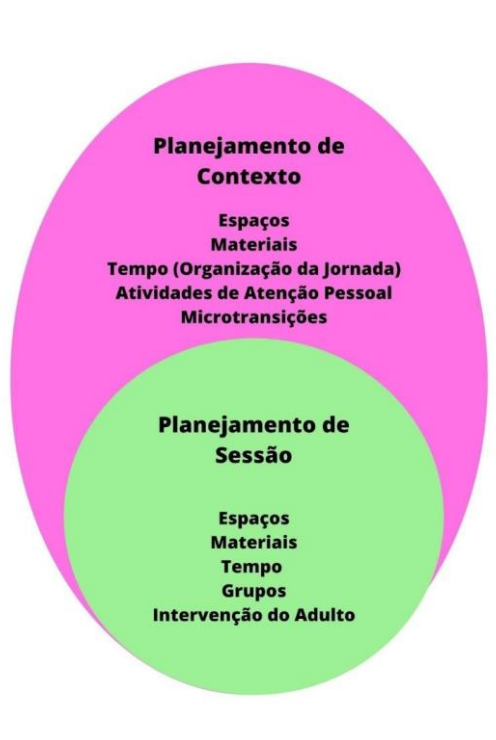 Planejamento de
Contexto
Espaços
Materiais
Tempo (Organização da Jornada)
Atividades de Atenção Pessoal
Microtransições
Planejamento de
Sessão
Espaços
Materiais
Tempo
Grupos
Intervenção do Adulto